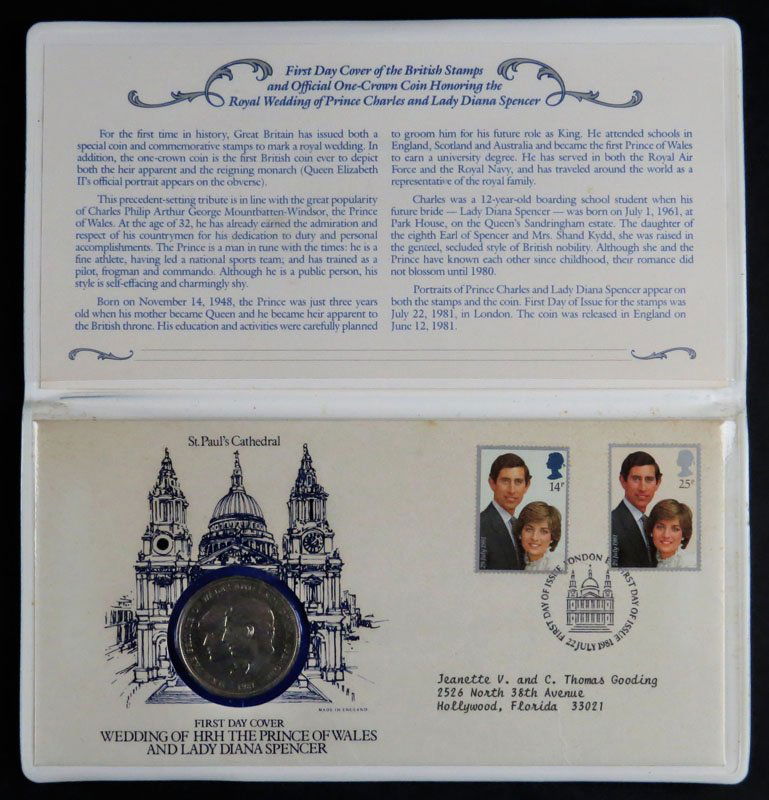 First Day Cover of the British Stamps
and Official One-Crown Coin Honoring the
Royal Wedding of Prince Charles and Lady Diana Spencer
For the first time in history, Great Britain has issued both a
special coin and commemorative stamps to mark a royal wedding. In
addition, the one-crown coin is the first British coin ever to depict
both the heir apparent and the reigning monarch (Queen Elizabeth
II's official portrait appears on the obverse).
This precedent-setting tribute is in line with the great popularity
of Charles Philip Arthur George Mountbatten-Windsor, the Prince
of Wales. At the age of 32, he has already earned the admiration and
respect of his countrymen for his dedication to duty and personal
accomplishments. The Prince is a man in tune with the times: he is a
fine athlete, having led a national sports team; and has trained as a
pilot, frogman and commando. Although he is a public person, his
style is self-effacing and charmingly shy.
Born on November 14, 1948, the Prince was just three years
old when his mother became Queen and he became heir apparent to
the British throne. His education and activities were carefully planned
to groom him for his future role as King. He attended schools in
England, Scotland and Australia and became the first Prince of Wales
to earn a university degree. He has served in both the Royal Air
Force and the Royal Navy, and has traveled around the world as a
representative of the royal family.
Charles was a 12-year-old boarding school student when his
future bride — Lady Diana Spencer — was born on July 1, 1961, at
Park House, on the Queen's Sandringham estate. The daughter of
the eighth Earl of Spencer and Mrs. Shand Kydd, she was raised in
the genteel, secluded style of British nobility. Although she and the
Prince have known each other since childhood, their romance did
not blossom until 1980.
Portraits of Prince Charles and Lady Diana Spencer appear on
both the stamps and the coin. First Day of Issue for the stamps was
July 22, 1981, in London. The coin was released in England on
June 12, 1981.
St. Paul's Cathedral
14P
29 July 1981
25P
29 July 1981
FIRST DAY OF ISSUE LONDON FIRST DAY OF ISSUE
22 JULY 1981
1981
MADE IN ENGLAND
Jeanette V. and C. Thomas Gooding
2526 North 38th Avenue
Hollywood, Florida 33021
FIRST DAY COVER
WEDDING OF HRH THE PRINCE OF WALES
AND LADY DIANA SPENCER